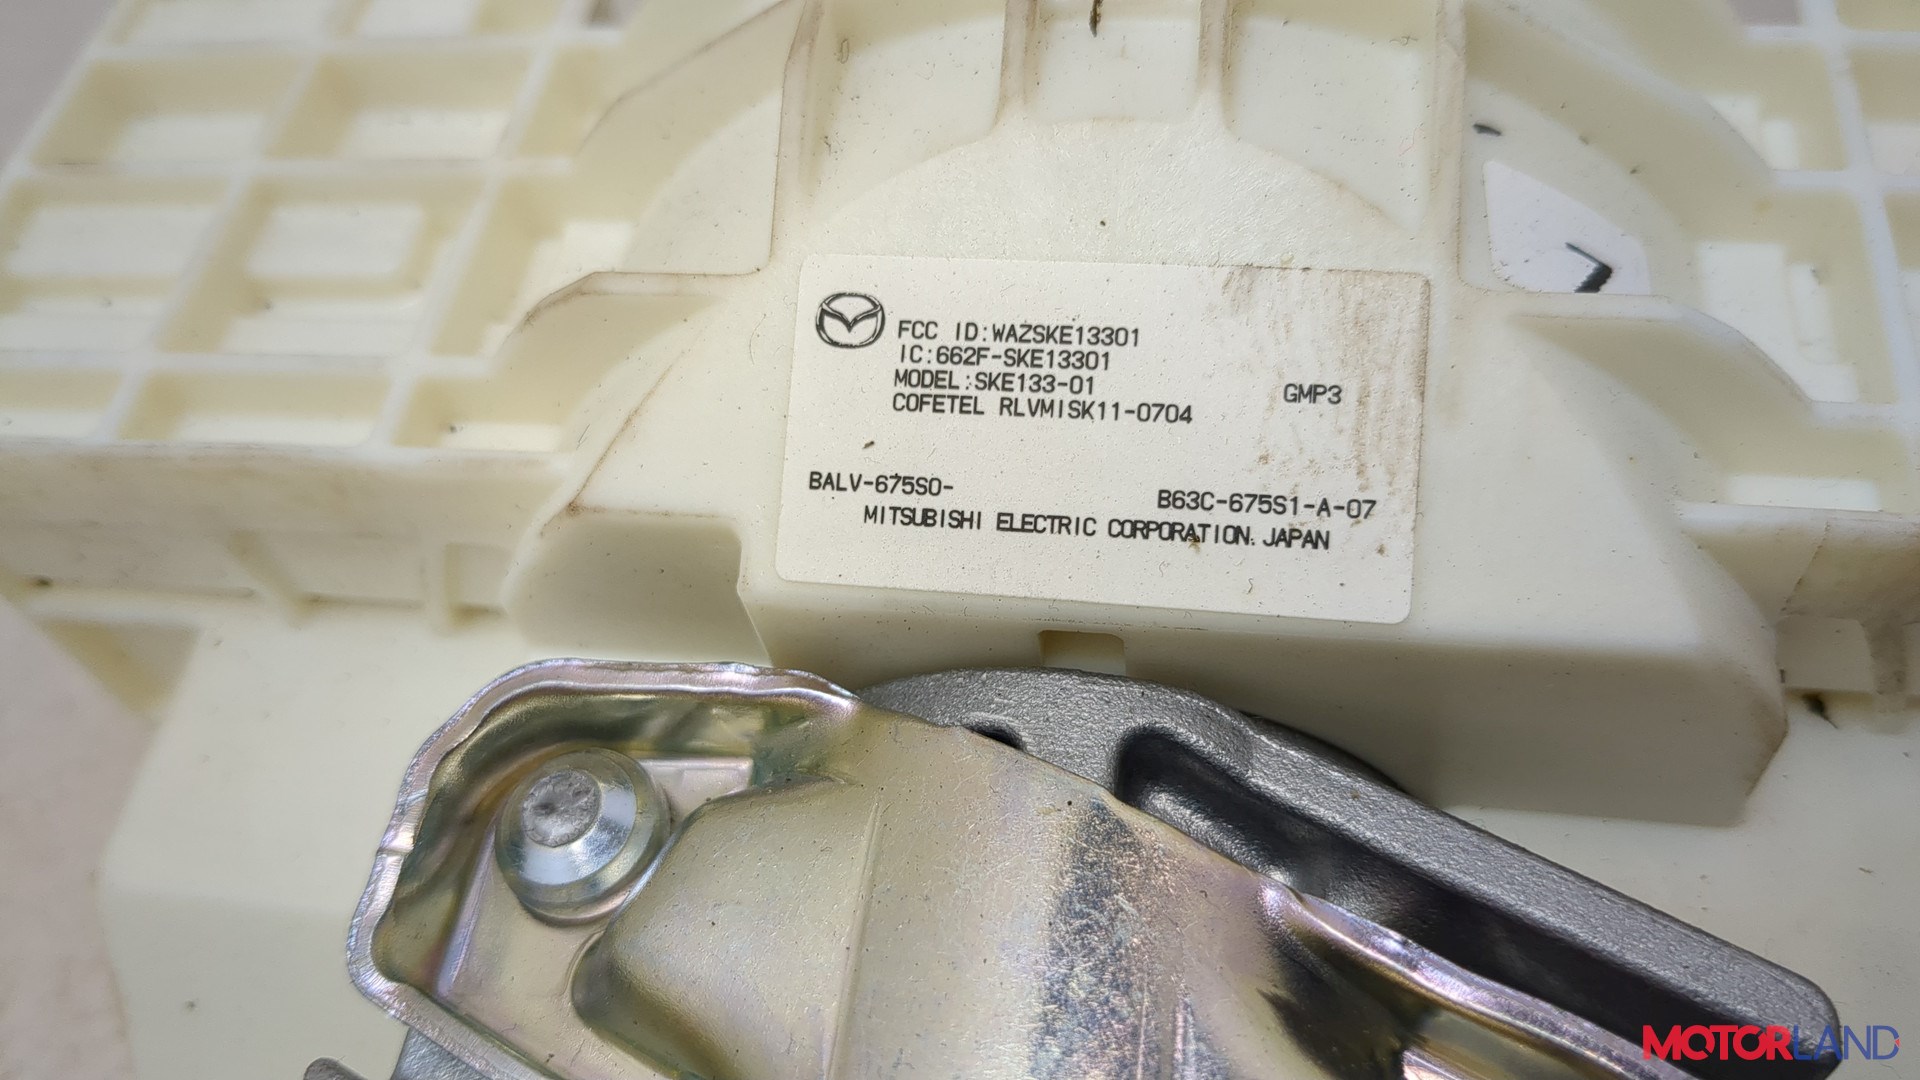 FCC ID:WAZSKE13301
IC:662F-SKE13301
MODEL:SKE133-01
COFETEL RLVMISK11-0704
GMP3
BALV-675S0-
B63C-675S1-A-07
MITSUBISHI ELECTRIC CORPORATION. JAPAN
MOTORLAND